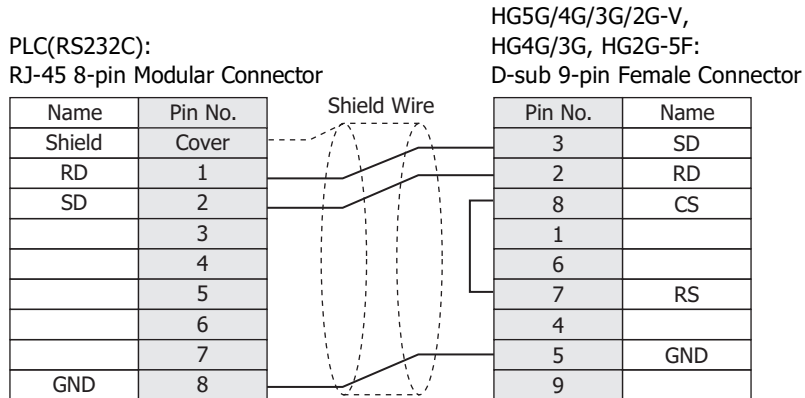 HG5G/4G/3G/2G-V,
PLC(RS232C): HG4G/3G, HG2G-5F:
RJ-45 8-pin Modular Connector D-sub 9-pin Female Connector
Name Pin No. Shield Wire Pin No. Name
Shield Cover 3 SD
RD 1 2 RD
SD 2 8 CS
3 1
4 6
5 7 RS
6 4
7 5 GND
GND 8 9